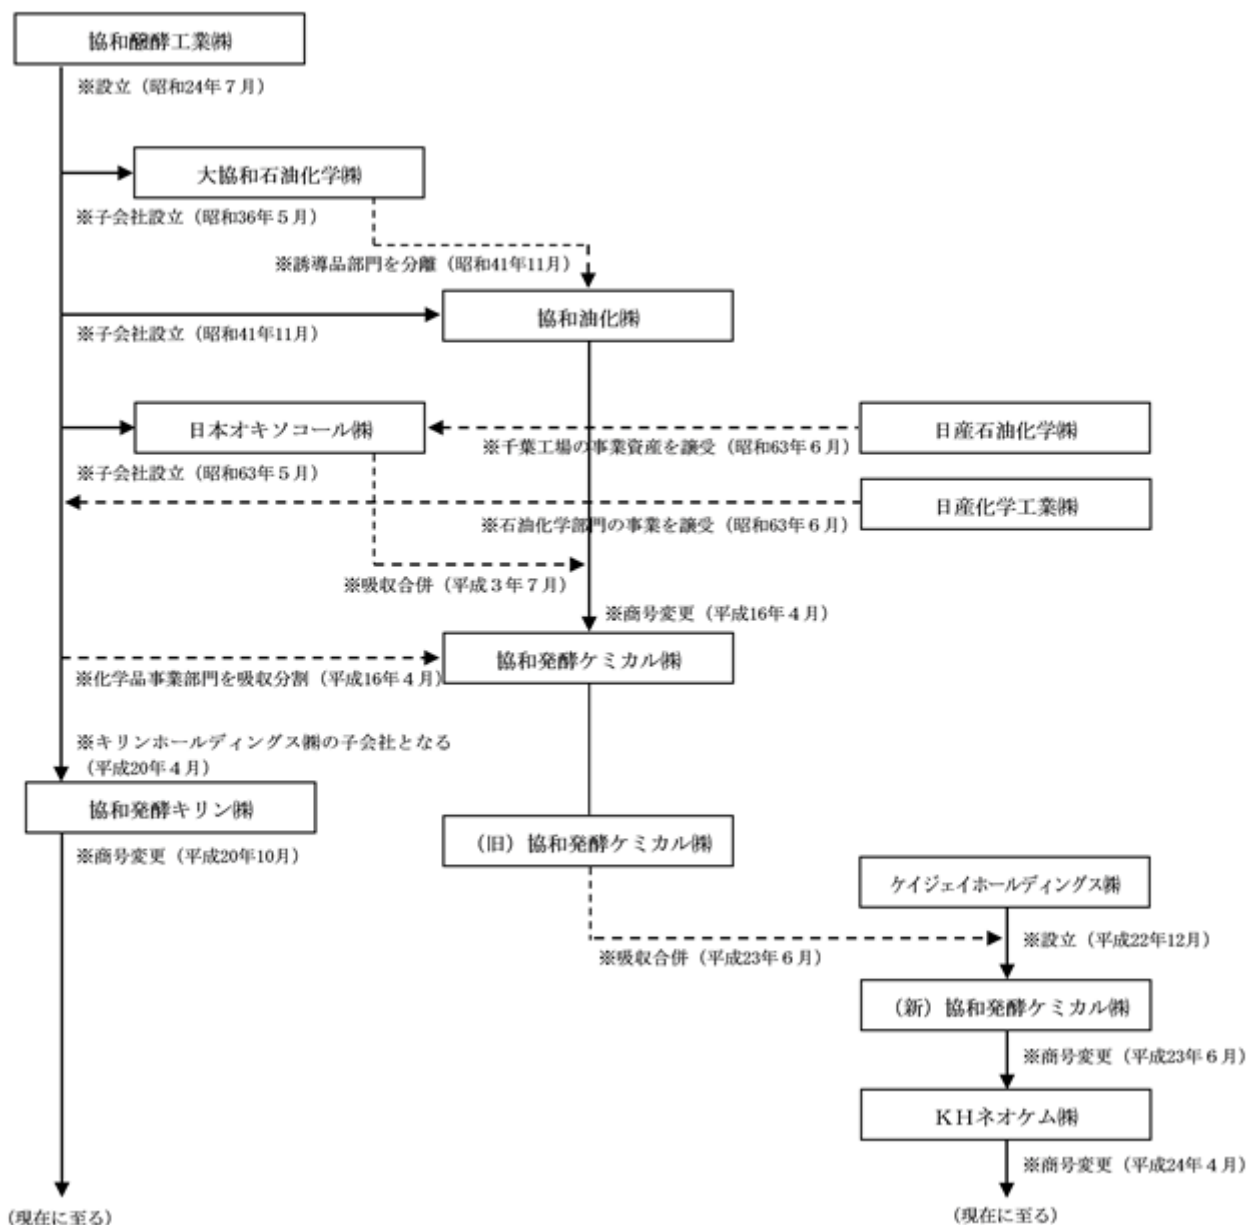 協和醱酵工業㈱
※設立（昭和24年７月）
大協和石油化学㈱
※子会社設立（昭和36年５月）
※誘導品部門を分離（昭和41年11月）
協和油化㈱
※子会社設立（昭和41年11月）
日本オキソコール㈱
日産石油化学㈱
※千葉工場の事業資産を譲受（昭和63年６月）
※子会社設立（昭和63年５月）
日産化学工業㈱
※石油化学部門の事業を譲受（昭和63年６月）
※吸収合併（平成３年７月）
※商号変更（平成16年４月）
協和発酵ケミカル㈱
※化学品事業部門を吸収分割（平成16年４月）
※キリンホールディングス㈱の子会社となる
（平成20年４月）
協和発酵キリン㈱
（旧）協和発酵ケミカル㈱
※商号変更（平成20年10月）
ケイジェイホールディングス㈱
※設立（平成22年12月）
※吸収合併（平成23年６月）
（新）協和発酵ケミカル㈱
※商号変更（平成23年６月）
ＫＨネオケム㈱
※商号変更（平成24年４月）
（現在に至る）
（現在に至る）